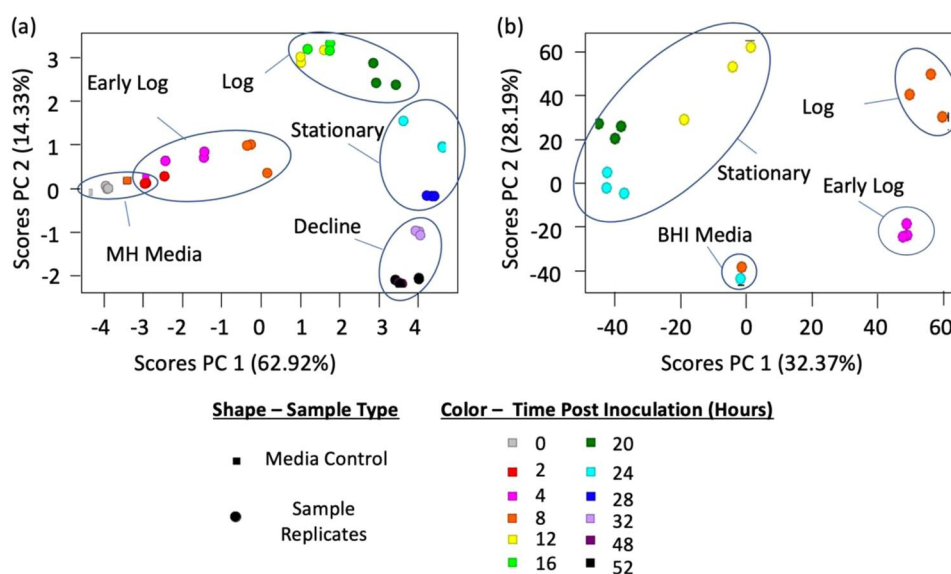 (a)
(b)
Scores PC 2 (14.33%)
3
2
1
0
-1
-2
Early Log
Log
Stationary
Decline
MH Media
-4
-3
-2
-1
0
1
2
3
4
Scores PC 1 (62.92%)
Scores PC 2 (28.19%)
60
40
20
0
-20
-40
Log
Stationary
Early Log
BHI Media
-40
-20
0
20
40
60
Scores PC 1 (32.37%)
Shape – Sample Type
Media Control
Sample
Replicates
Color – Time Post Inoculation (Hours)
0
2
4
8
12
16
20
24
28
32
48
52